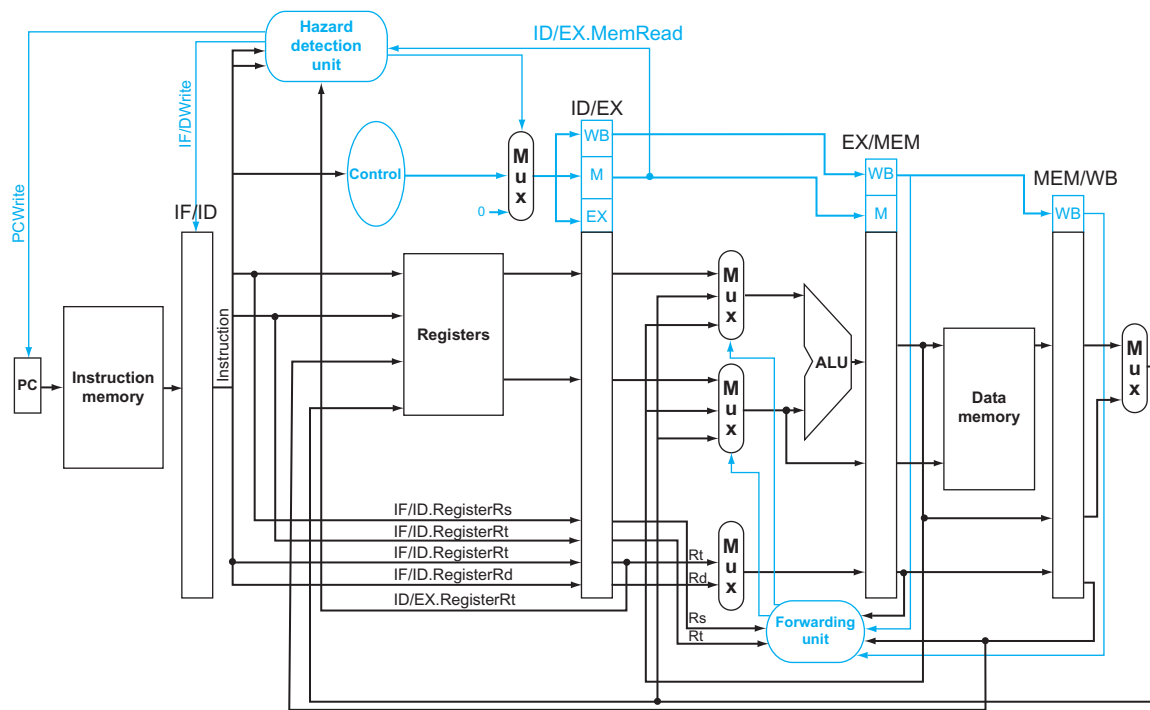 Hazard
detection
unit
ID/EX.MemRead
ID/EX
WB
M
EX
EX/MEM
WB
M
MEM/WB
WB
IF/DWrite
PCWrite
Control
M
u
x
0
IF/ID
Instruction
PC
Instruction
memory
Registers
M
u
x
M
u
x
ALU
Data
memory
M
u
x
IF/ID.RegisterRs
IF/ID.RegisterRt
IF/ID.RegisterRt
IF/ID.RegisterRd
ID/EX.RegisterRt
Rt
Rd
M
u
x
Rs
Rt
Forwarding
unit